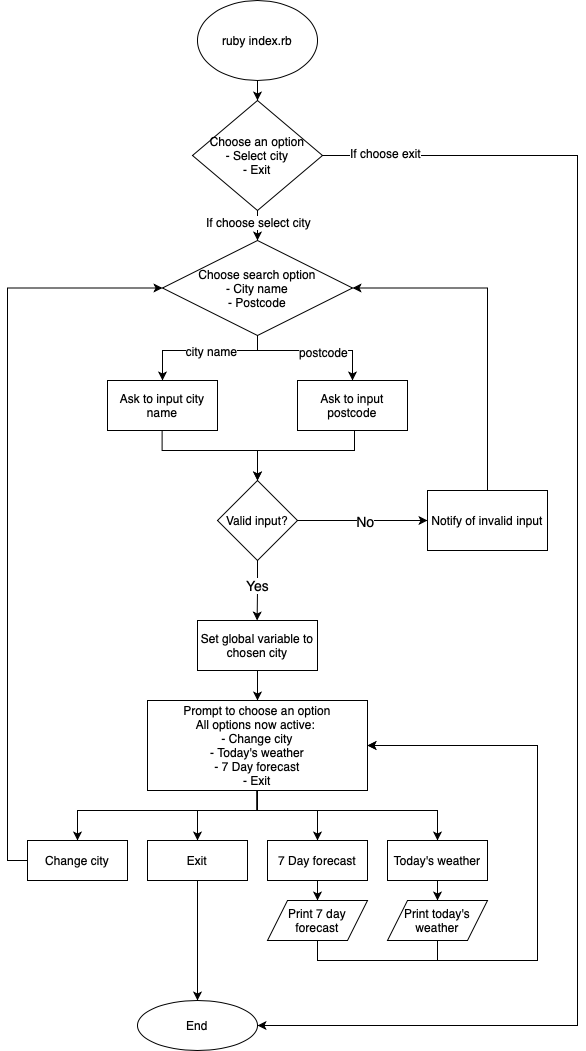 ruby index.rb
Choose an option
- Select city
- Exit
If choose exit
If choose select city
Choose search option
- City name
- Postcode
city name
postcode
Ask to input city
name
Ask to input
postcode
Valid input?
No
Notify of invalid input
Yes
Set global variable to
chosen city
Prompt to choose an option
All options now active:
- Change city
- Today's weather
- 7 Day forecast
- Exit
Change city
Exit
7 Day forecast
Today's weather
Print 7 day
forecast
Print today's
weather
End